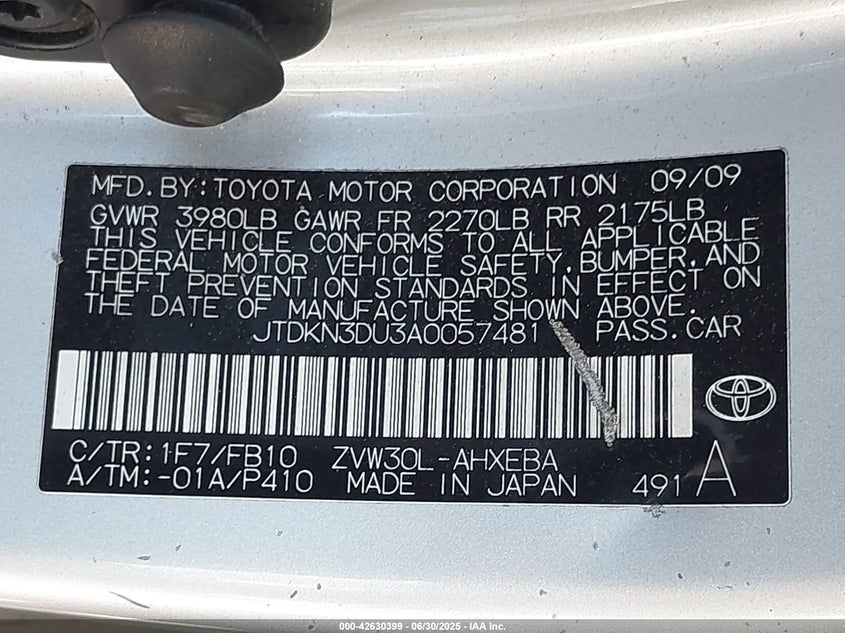 MFD.BY:TOYOTA MOTOR CORPORATION 09/09
GVWR 3980LB GAWR FR 2270LB RR 2175LB
THIS VEHICLE CONFORMS TO ALL APPLICABLE
FEDERAL MOTOR VEHICLE SAFETY,BUMPER,AND
THEFT PREVENTION STANDARDS IN EFFECT ON
THE DATE OF MANUFACTURE SHOWN ABOVE.
JTDKN3DU3A0057481 PASS.CAR
C/TR:1F7/FB10 ZVW30L-AHXEBA
A/TM:-01A/P410 MADE IN JAPAN 491 A
000-42630399 - 06/30/2025 - IAA Inc.